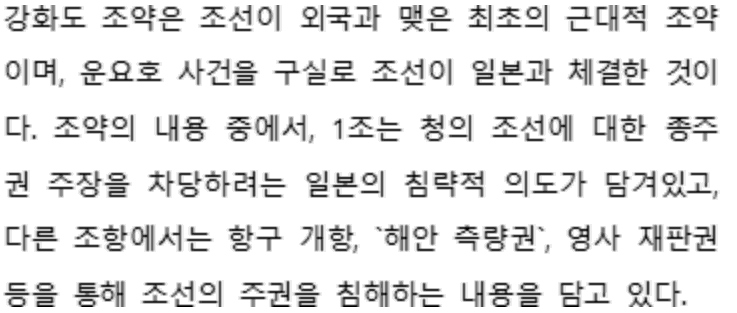 강화도 조약은 조선이 외국과 맺은 최초의 근대적 조약
이며, 운요호 사건을 구실로 조선이 일본과 체결한 것이
다. 조약의 내용 중에서, 1조는 청의 조선에 대한 종주
권 주장을 차당하려는 일본의 침략적 의도가 담겨있고,
다른 조항에서는 항구 개항, `해안 측량권`, 영사 재판권
등을 통해 조선의 주권을 침해하는 내용을 담고 있다.